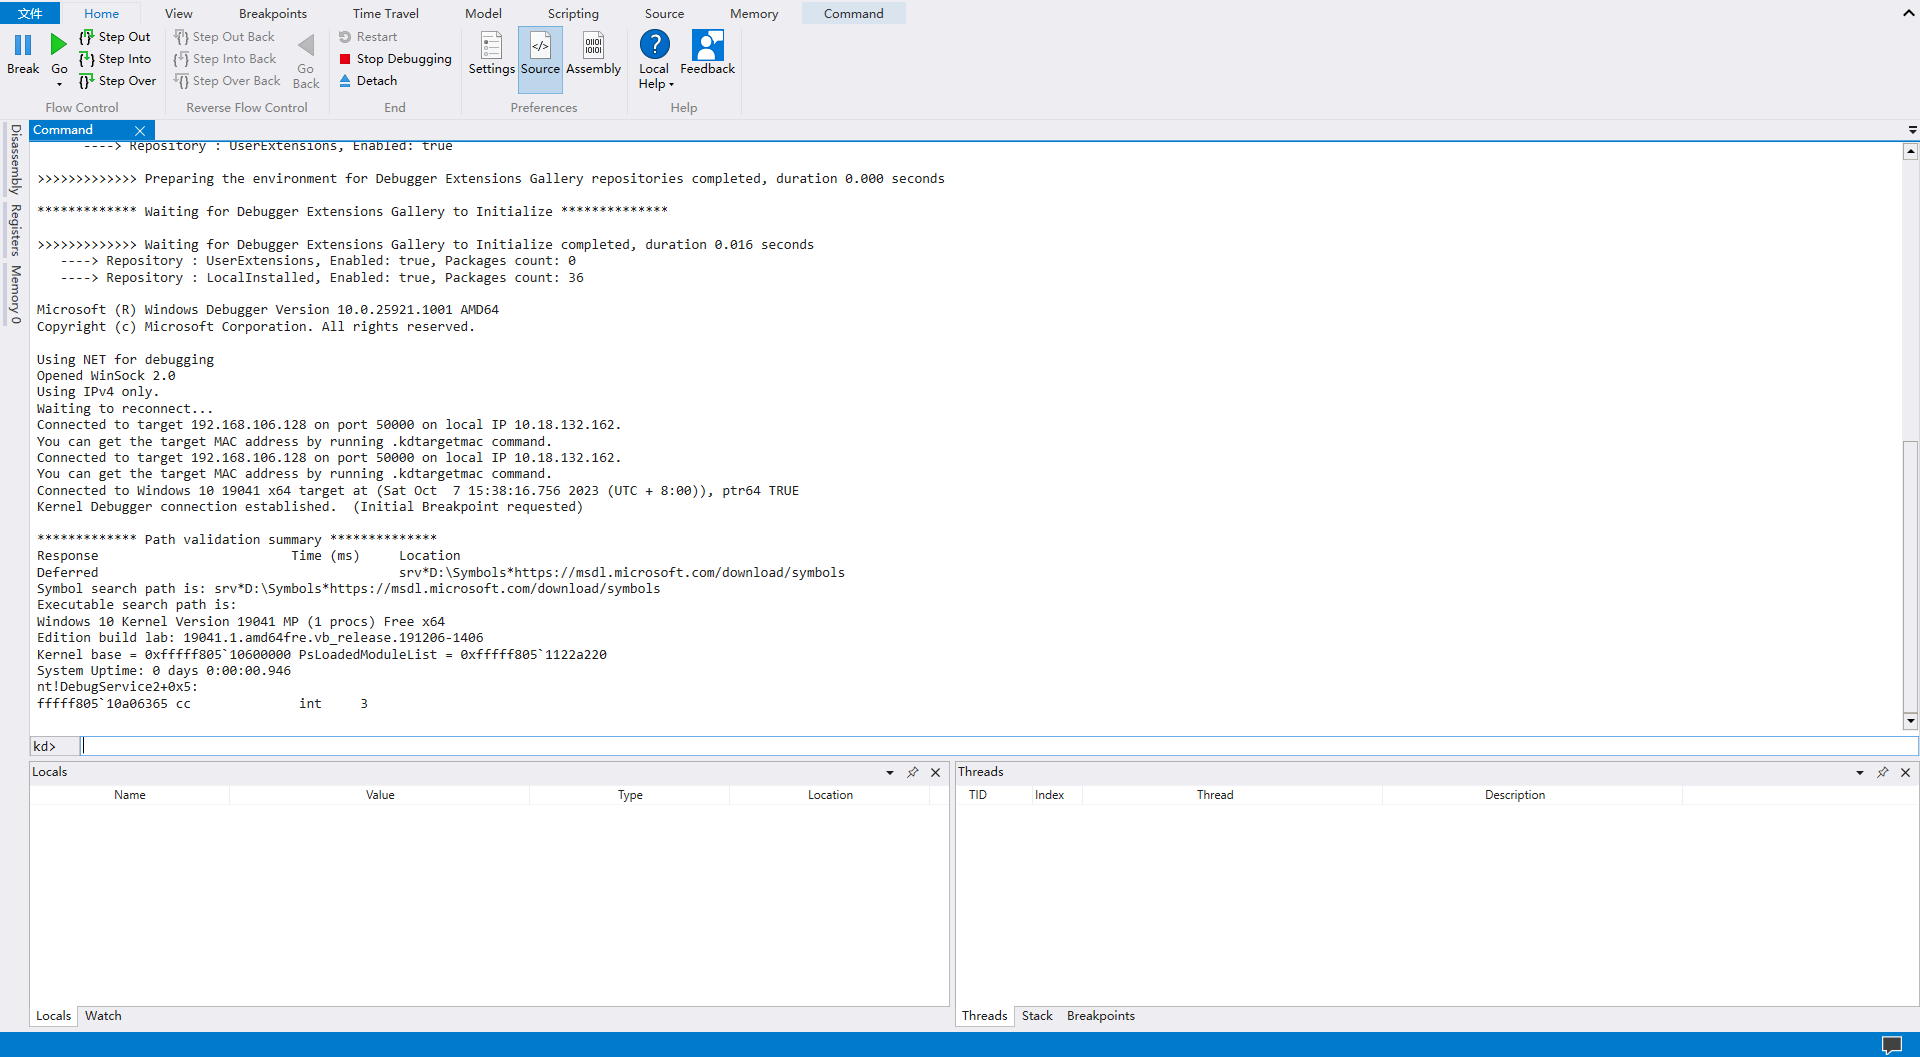 文件 Home View Breakpoints Time Travel Model Scripting Source Memory Command
Break
Go
Step Out
Step Into
Step Over
Flow Control
Step Out Back
Step Into Back
Step Over Back
Go Back
Reverse Flow Control
Restart
Stop Debugging
Detach
End
Settings Source Assembly
Preferences
Local Help Feedback
Help
Disassembly
Registers
Memory 0
Command
----> Repository : UserExtensions, Enabled: true
>>>>>>>>>>>>> Preparing the environment for Debugger Extensions Gallery repositories completed, duration 0.000 seconds
************* Waiting for Debugger Extensions Gallery to Initialize **************
>>>>>>>>>>>>> Waiting for Debugger Extensions Gallery to Initialize completed, duration 0.016 seconds
----> Repository : UserExtensions, Enabled: true, Packages count: 0
----> Repository : LocalInstalled, Enabled: true, Packages count: 36
Microsoft (R) Windows Debugger Version 10.0.25921.1001 AMD64
Copyright (c) Microsoft Corporation. All rights reserved.
Using NET for debugging
Opened WinSock 2.0
Using IPv4 only.
Waiting to reconnect...
Connected to target 192.168.106.128 on port 50000 on local IP 10.18.132.162.
You can get the target MAC address by running .kdtargetmac command.
Connected to target 192.168.106.128 on port 50000 on local IP 10.18.132.162.
You can get the target MAC address by running .kdtargetmac command.
Connected to Windows 10 19041 x64 target at (Sat Oct  7 15:38:16.756 2023 (UTC + 8:00)), ptr64 TRUE
Kernel Debugger connection established.  (Initial Breakpoint requested)
************* Path validation summary **************
Response                         Time (ms)     Location
Deferred                                       srv*D:\Symbols*https://msdl.microsoft.com/download/symbols
Symbol search path is: srv*D:\Symbols*https://msdl.microsoft.com/download/symbols
Executable search path is:
Windows 10 Kernel Version 19041 MP (1 procs) Free x64
Edition build lab: 19041.1.amd64fre.vb_release.191206-1406
Kernel base = 0xfffff805`10600000 PsLoadedModuleList = 0xfffff805`1122a220
System Uptime: 0 days 0:00:00.946
nt!DebugService2+0x5:
fffff805`10a06365 cc              int     3
kd>
Locals
Name Value Type Location
Threads
TID Index Thread Description
Locals Watch
Threads Stack Breakpoints